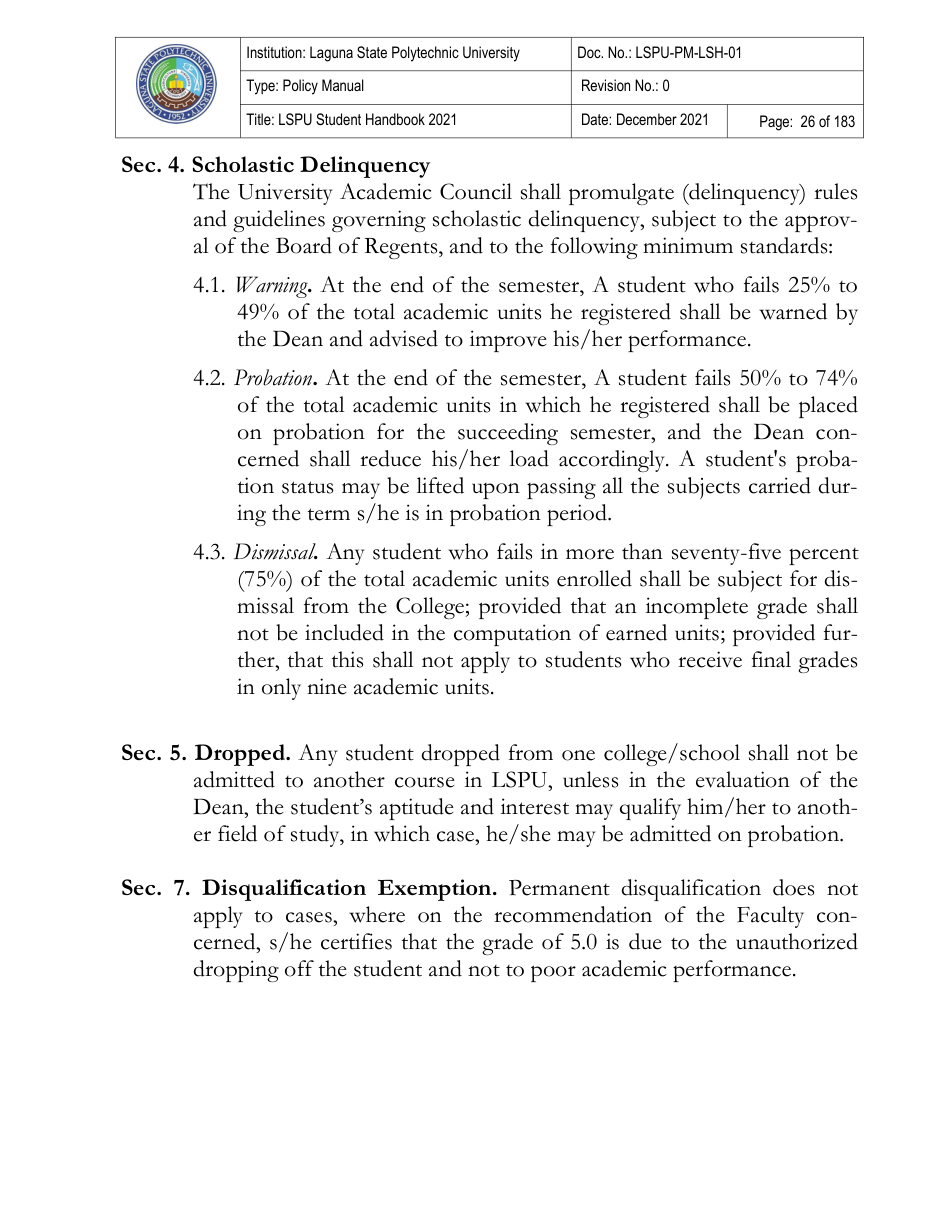 LAGUNA STATE POLYTECHNIC UNIVERSITY
• 1952 •
Institution: Laguna State Polytechnic University
Doc. No.: LSPU-PM-LSH-01
Type: Policy Manual
Revision No.: 0
Title: LSPU Student Handbook 2021
Date: December 2021
Page: 26 of 183
Sec. 4. Scholastic Delinquency
The University Academic Council shall promulgate (delinquency) rules
and guidelines governing scholastic delinquency, subject to the approv-
al of the Board of Regents, and to the following minimum standards:
4.1. Warning. At the end of the semester, A student who fails 25% to
49% of the total academic units he registered shall be warned by
the Dean and advised to improve his/her performance.
4.2. Probation. At the end of the semester, A student fails 50% to 74%
of the total academic units in which he registered shall be placed
on probation for the succeeding semester, and the Dean con-
cerned shall reduce his/her load accordingly. A student's proba-
tion status may be lifted upon passing all the subjects carried dur-
ing the term s/he is in probation period.
4.3. Dismissal. Any student who fails in more than seventy-five percent
(75%) of the total academic units enrolled shall be subject for dis-
missal from the College; provided that an incomplete grade shall
not be included in the computation of earned units; provided fur-
ther, that this shall not apply to students who receive final grades
in only nine academic units.
Sec. 5. Dropped. Any student dropped from one college/school shall not be
admitted to another course in LSPU, unless in the evaluation of the
Dean, the student’s aptitude and interest may qualify him/her to anoth-
er field of study, in which case, he/she may be admitted on probation.
Sec. 7. Disqualification Exemption. Permanent disqualification does not
apply to cases, where on the recommendation of the Faculty con-
cerned, s/he certifies that the grade of 5.0 is due to the unauthorized
dropping off the student and not to poor academic performance.